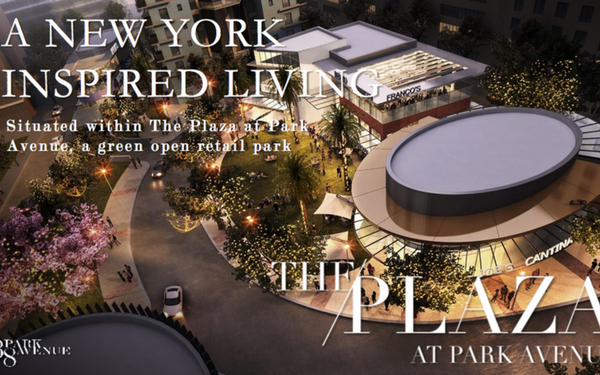 A NEW YORK
INSPIRED LIVING
Situated within The Plaza at Park
Avenue, a green open retail park
FRANCO'S
CANTINA
THE
PLAZA
AT PARK AVENUE
PARK
AVENUE